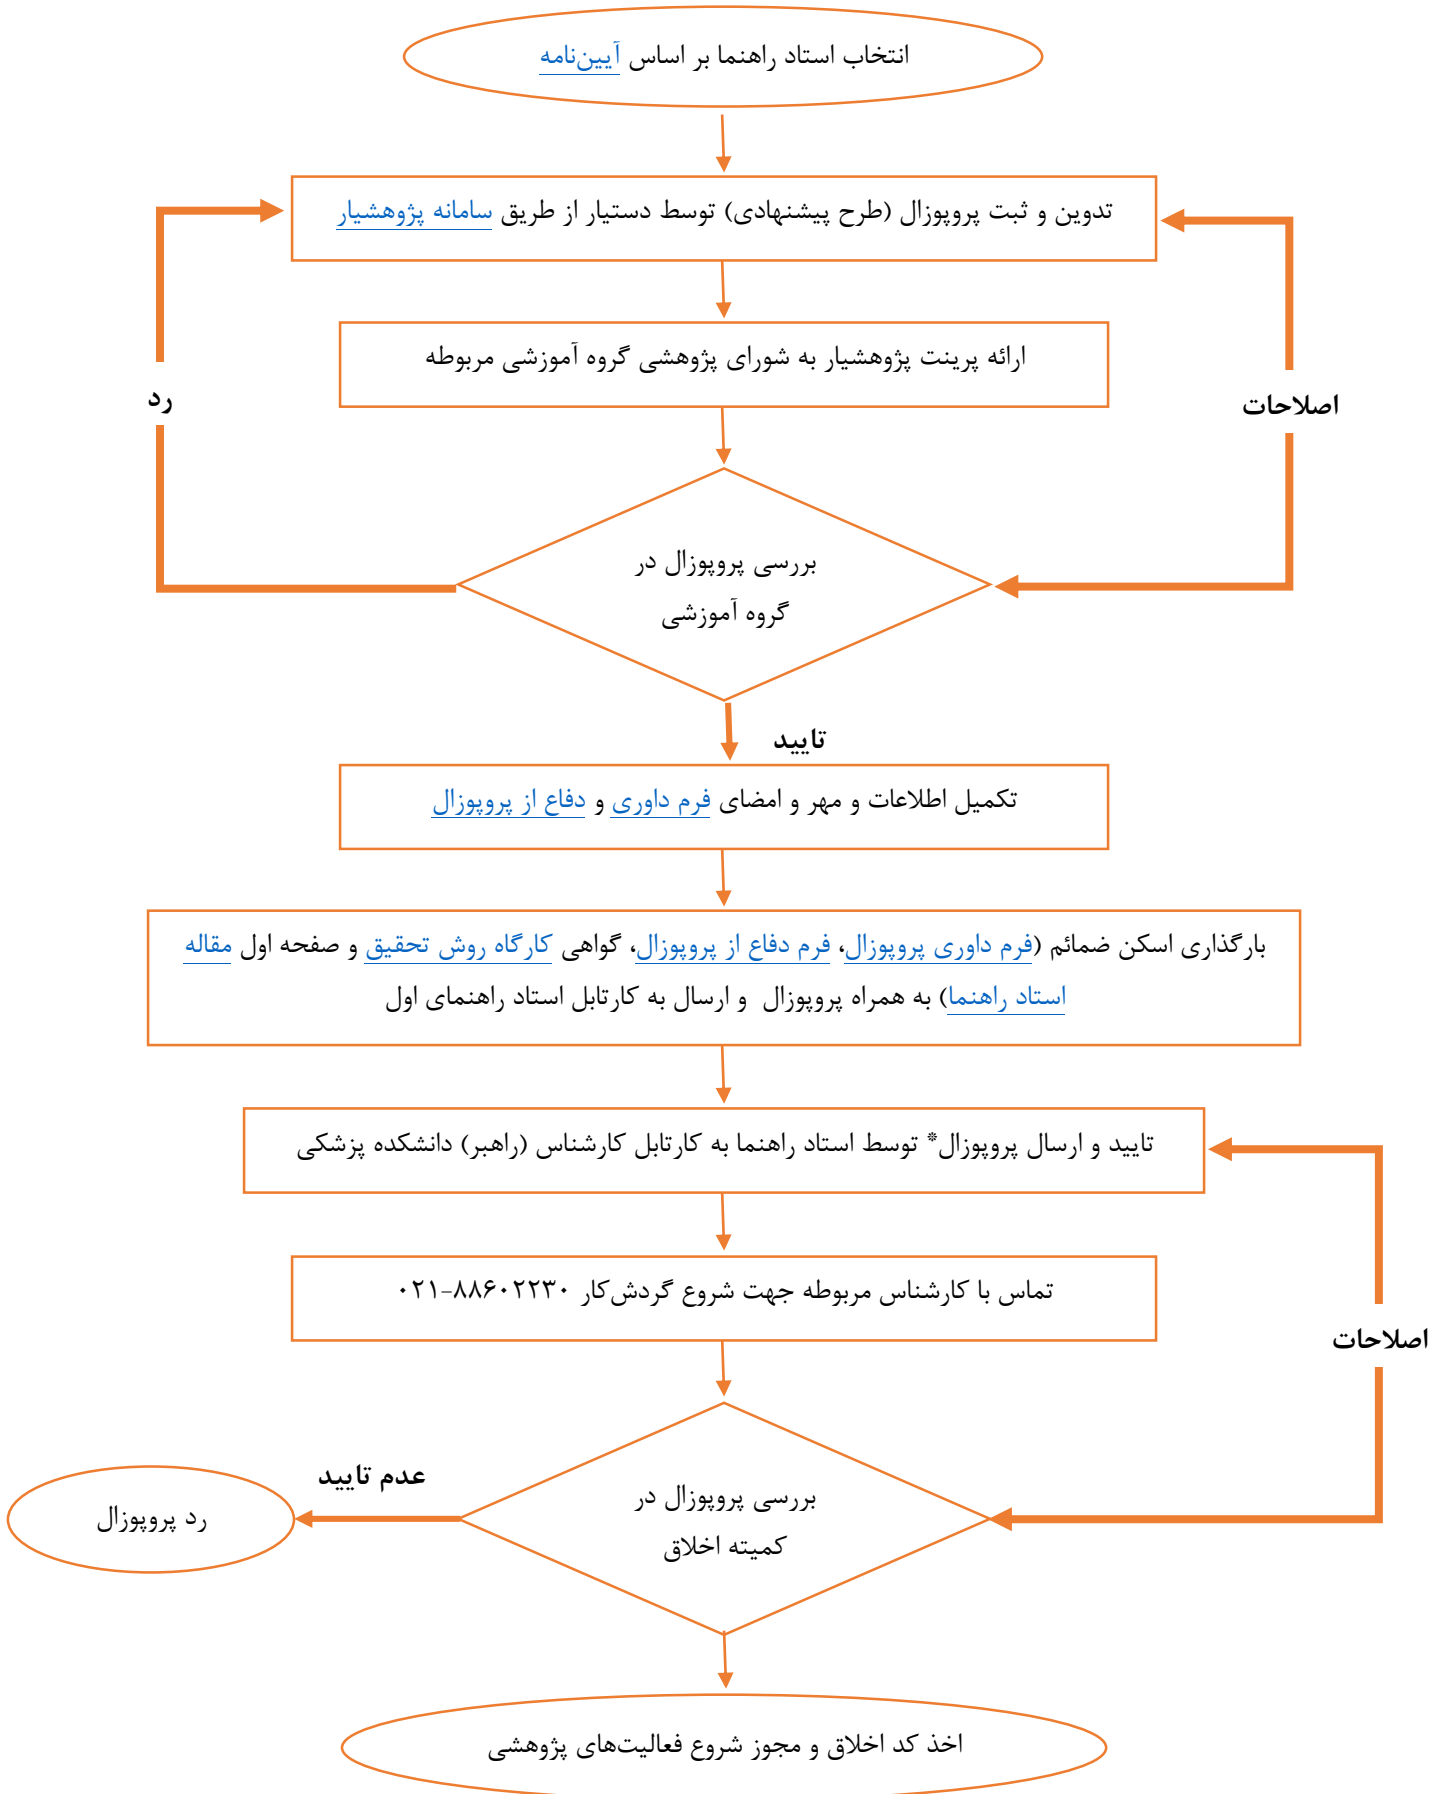 انتخاب استاد راهنما بر اساس آیین‌نامه
تدوین و ثبت پروپوزال (طرح پیشنهادی) توسط دستیار از طریق سامانه پژوهشیار
ارائه پرینت پژوهشیار به شورای پژوهشی گروه آموزشی مربوطه
رد
اصلاحات
بررسی پروپوزال در
گروه آموزشی
تایید
تکمیل اطلاعات و مهر و امضای فرم داوری و دفاع از پروپوزال
بارگذاری اسکن ضمائم (فرم داوری پروپوزال، فرم دفاع از پروپوزال، گواهی کارگاه روش تحقیق و صفحه اول مقاله
استاد راهنما) به همراه پروپوزال و ارسال به کارتابل استاد راهنمای اول
تایید و ارسال پروپوزال* توسط استاد راهنما به کارتابل کارشناس (راهبر) دانشکده پزشکی
تماس با کارشناس مربوطه جهت شروع گردش‌کار ۸۸۶۰۲۲۳۰-۰۲۱
اصلاحات
عدم تایید
بررسی پروپوزال در
کمیته اخلاق
رد پروپوزال
اخذ کد اخلاق و مجوز شروع فعالیت‌های پژوهشی